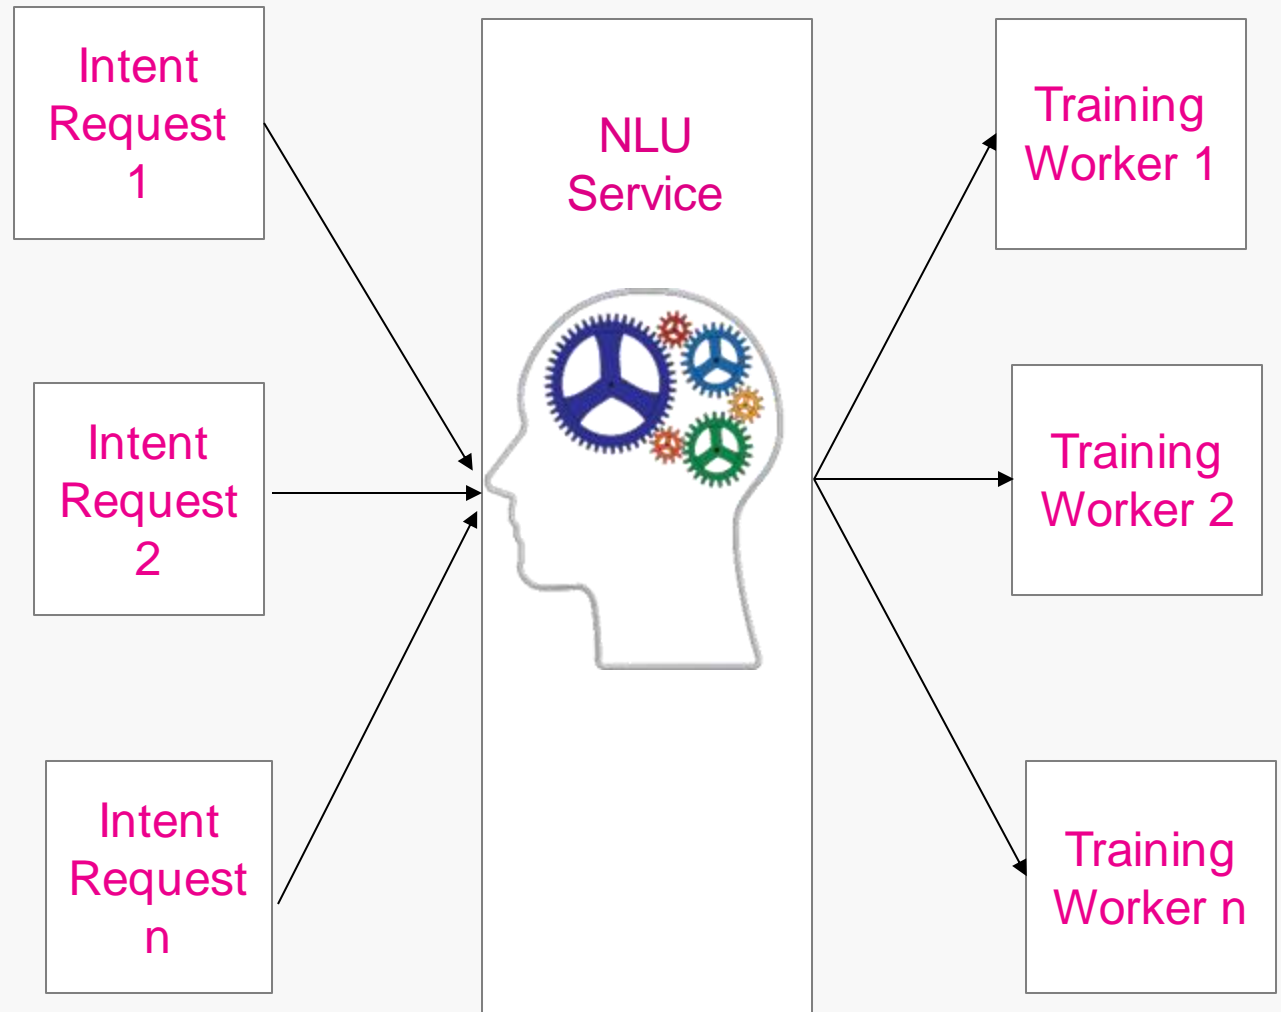 Intent
Request
1
NLU
Service
Training
Worker 1
Intent
Request
2
Training
Worker 2
Intent
Request
n
Training
Worker n